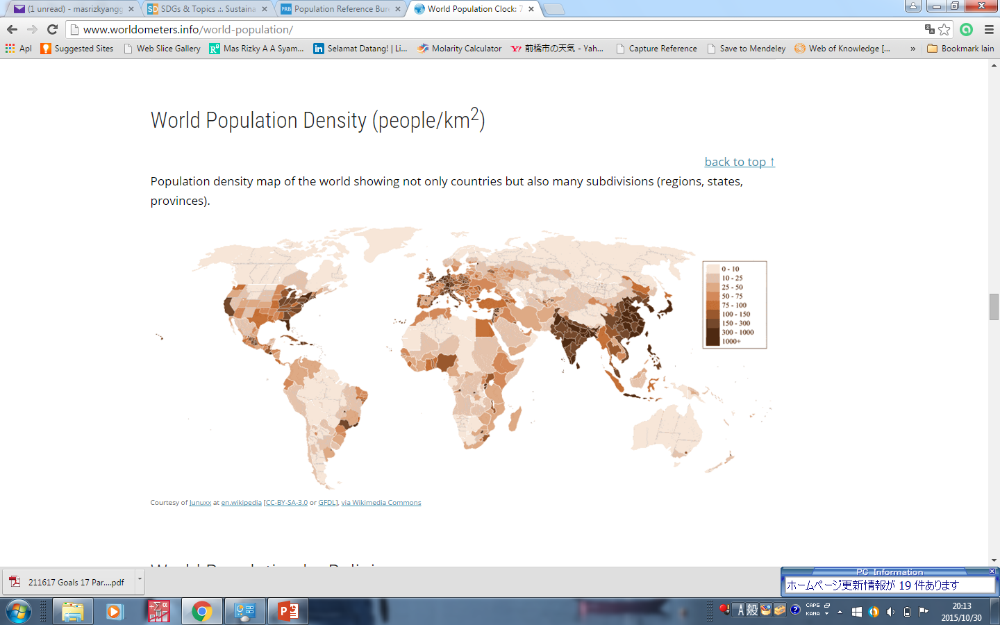 (1 unread) - masrizkyangg
SDGs & Topics .:. Sustaina
Population Reference Bure
World Population Clock: 7
www.worldometers.info/world-population/
Apl
Suggested Sites
Web Slice Gallery
Mas Rizky A A Syam...
Selamat Datang! | Li...
Molarity Calculator
前橋市の天気 - Yah...
Capture Reference
Save to Mendeley
Web of Knowledge [...
»
Bookmark lain
World Population Density (people/km2)
back to top ↑
Population density map of the world showing not only countries but also many subdivisions (regions, states,
provinces).
0 - 10
10 - 25
25 - 50
50 - 75
75 - 100
100 - 150
150 - 300
300 - 1000
1000+
Courtesy of Junuxx at en.wikipedia [CC-BY-SA-3.0 or GFDL], via Wikimedia Commons
211617 Goals 17 Par....pdf
PC Information
ホームページ更新情報が 19 件あります
A 般
CAPS
KANA
20:13
2015/10/30